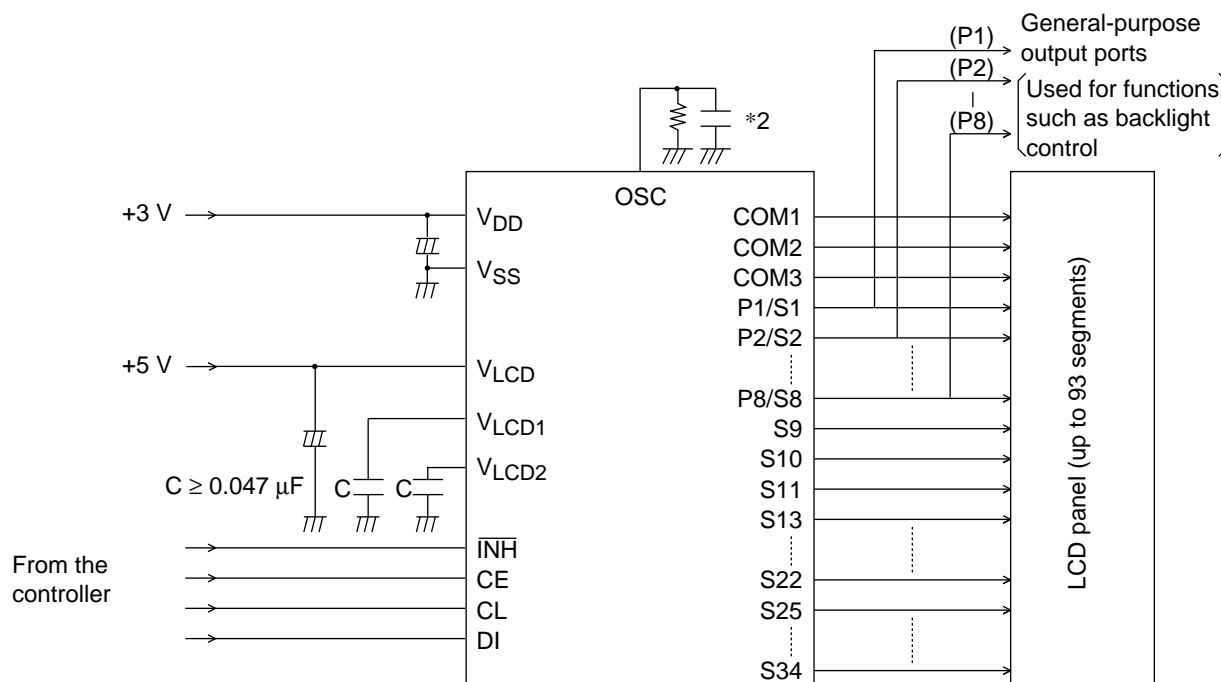 (P1)
General-purpose
output ports
(P2)
(P8)
Used for functions
such as backlight
control
*2
OSC
+3 V
VDD
VSS
+5 V
VLCD
VLCD1
VLCD2
C ≥ 0.047 μF
C
C
From the
controller
INH
CE
CL
DI
COM1
COM2
COM3
P1/S1
P2/S2
P8/S8
S9
S10
S11
S13
S22
S25
S34
LCD panel (up to 93 segments)